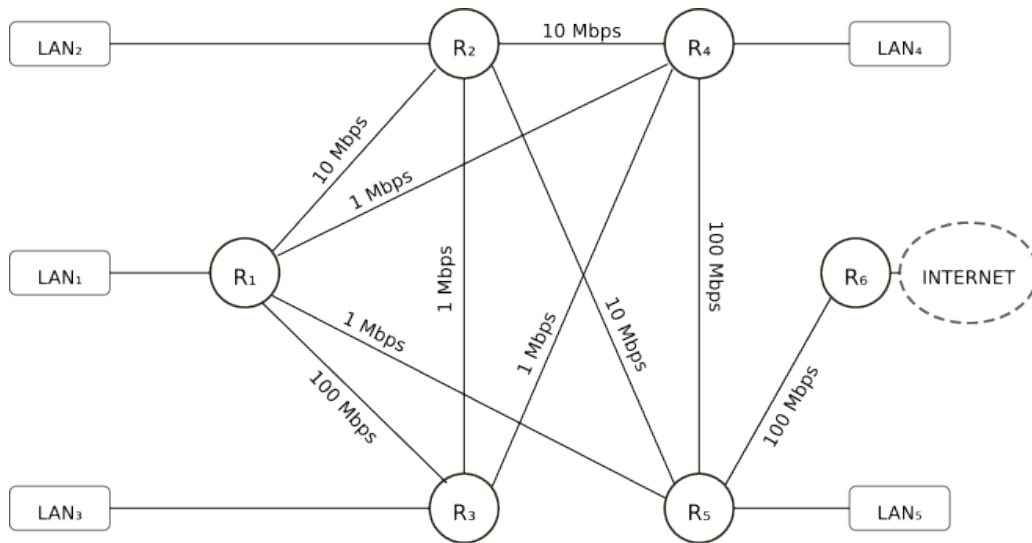 LAN₂
R₂
10 Mbps
R₄
LAN₄
10 Mbps
1 Mbps
LAN₁
R₁
1 Mbps
100 Mbps
R₆
INTERNET
1 Mbps
100 Mbps
1 Mbps
10 Mbps
100 Mbps
LAN₃
R₃
R₅
LAN₅